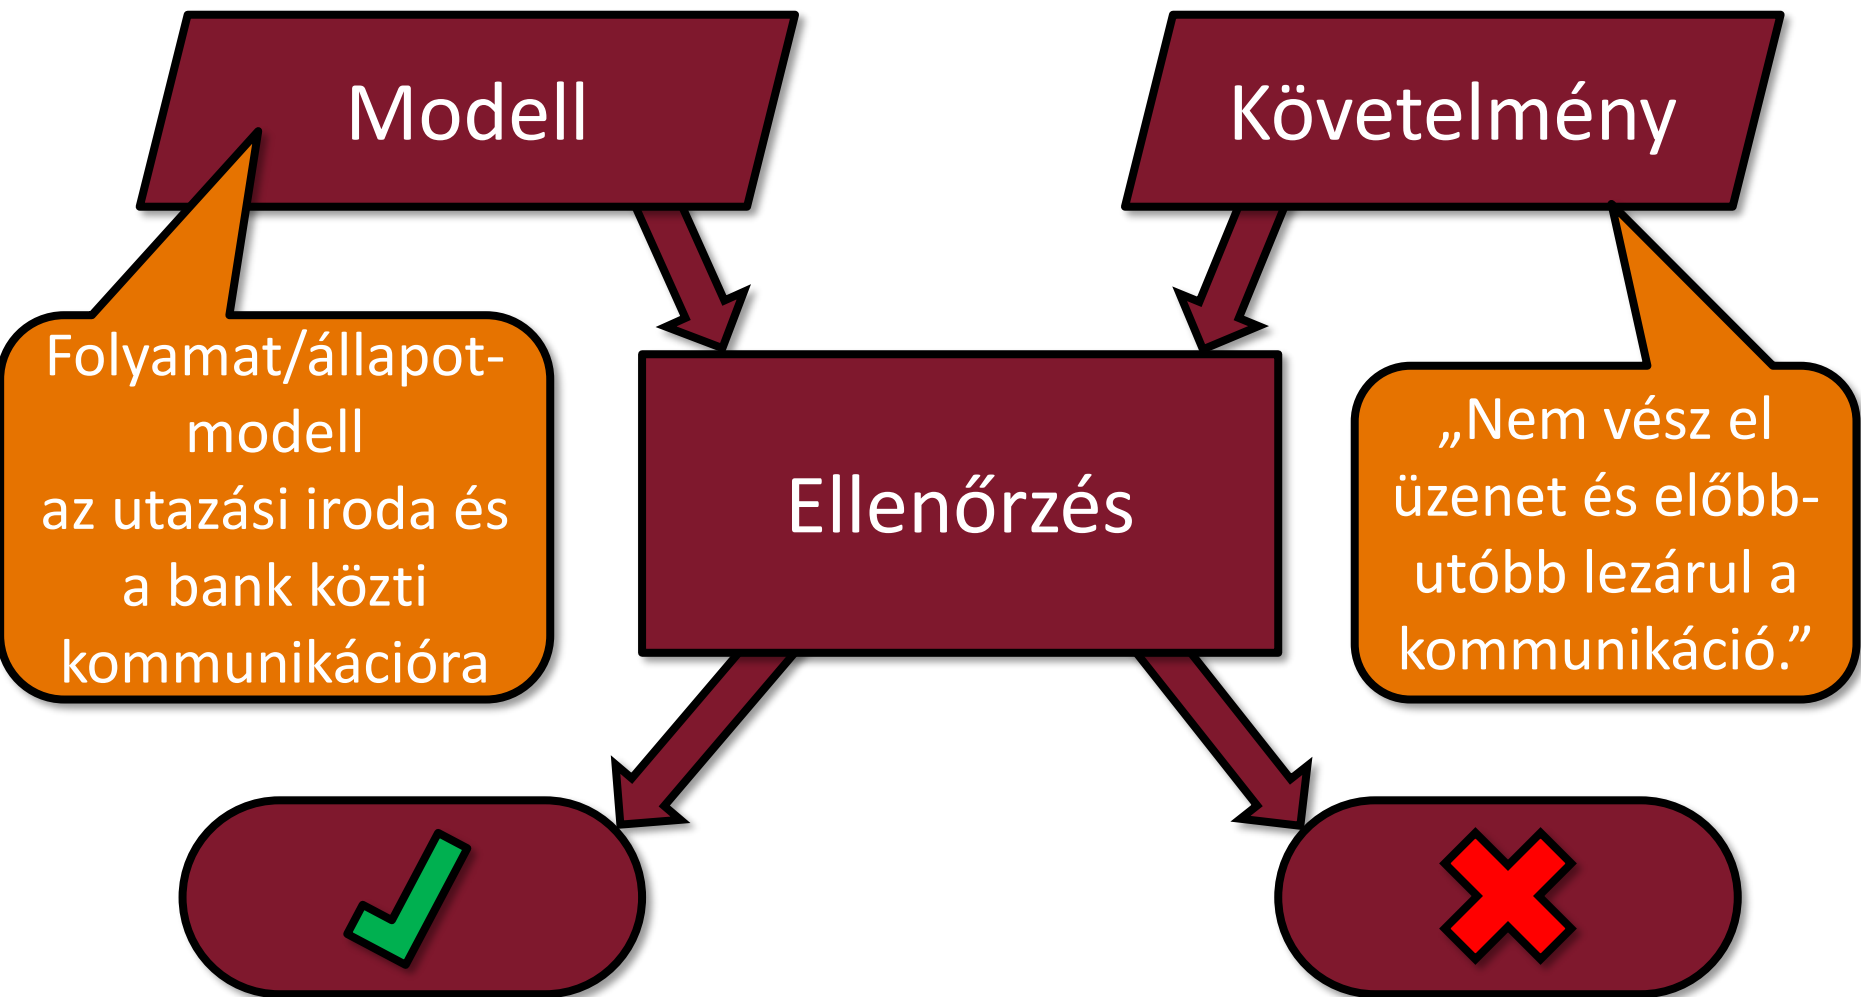 Modell
Követelmény
Folyamat/állapot-
modell
az utazási iroda és
a bank közti
kommunikációra
Ellenőrzés
„Nem vész el
üzenet és előbb-
utóbb lezárul a
kommunikáció.”